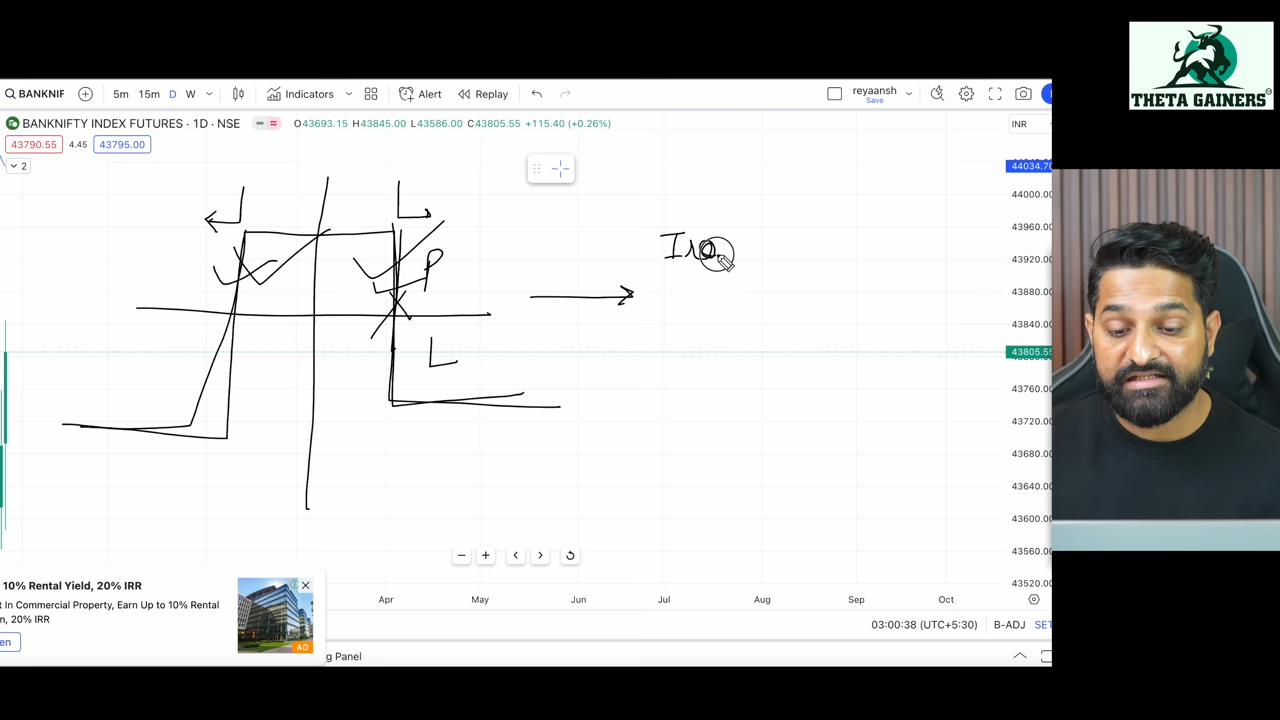 THETA GAINERS
BANKNIF
5m 15m D W
Indicators
Alert
Replay
reyaansh
Save
BANKNIFTY INDEX FUTURES · 1D · NSE
O43693.15 H43845.00 L43586.00 C43805.55 +115.40 (+0.26%)
INR
43790.55 4.45 43795.00
2
44034.70
44000.00
43960.00
43920.00
43880.00
43840.00
43805.55
43760.00
43720.00
43680.00
43640.00
43600.00
43560.00
43520.00
P
L
Iro
10% Rental Yield, 20% IRR
t In Commercial Property, Earn Up to 10% Rental
n, 20% IRR
en
AD
Apr May Jun Jul Aug Sep Oct
03:00:38 (UTC+5:30) B-ADJ SET
g Panel